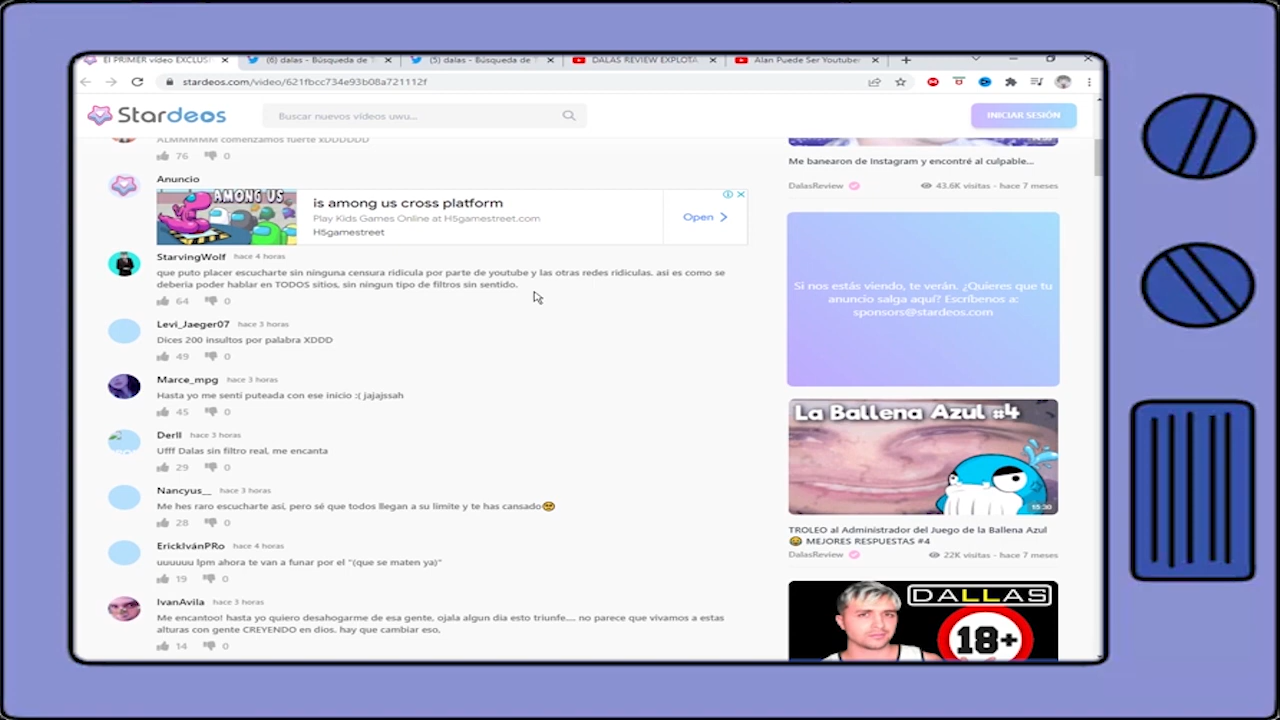 El PRIMER vídeo EXCLUS
(6) dalas - Búsqueda de T
(5) dalas - Búsqueda de T
DALAS REVIEW EXPLOTA
Alan Puede Ser Youtuber
stardeos.com/video/621fbcc734e93b08a721112f
Stardeos
Buscar nuevos vídeos uwu...
INICIAR SESIÓN
ALMMMMM comenzamos fuerte xDDDDDD
76 0
Anuncio
AMONG US
is among us cross platform
Play Kids Games Online at H5gamestreet.com
H5gamestreet
Open
StarvingWolf hace 4 horas
que puto placer escucharte sin ninguna censura ridicula por parte de youtube y las otras redes ridiculas. así es como se
deberia poder hablar en TODOS sitios, sin ningun tipo de filtros sin sentido.
64 0
Levi_Jaeger07 hace 3 horas
Dices 200 insultos por palabra XDDD
49 0
Marce_mpg hace 3 horas
Hasta yo me senti puteada con ese inicio :( jajajssah
45 0
Derll hace 3 horas
Ufff Dalas sin filtro real, me encanta
29 0
Nancyus__ hace 3 horas
Me hes raro escucharte asi, pero sé que todos llegan a su limite y te has cansado
28 0
ErickIvánPRo hace 4 horas
uuuuuu lpm ahora te van a funar por el "(que se maten ya)"
19 0
IvanAvila hace 3 horas
Me encantoo! hasta yo quiero desahogarme de esa gente, ojala algun dia esto triunfe.... no parece que vivamos a estas
alturas con gente CREYENDO en dios. hay que cambiar eso,
14 0
Me banearon de Instagram y encontré al culpable...
DalasReview 43.6K visitas - hace 7 meses
Si nos estás viendo, te verán. ¿Quieres que tu
anuncio salga aquí? Escríbenos a:
sponsors@stardeos.com
La Ballena Azul #4
55:30
TROLEO al Administrador del Juego de la Ballena Azul
MEJORES RESPUESTAS #4
DalasReview 22K visitas - hace 7 meses
DALLAS
18+